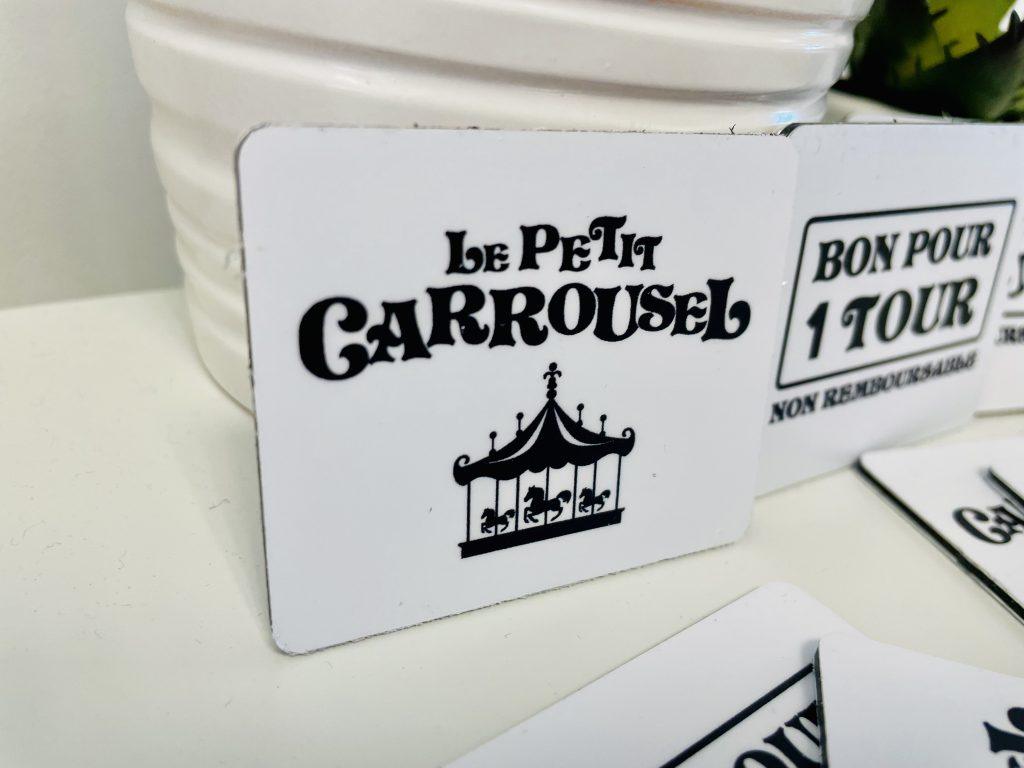 LE PETIT
CARROUSEL
BON POUR
1 TOUR
NON REMBOURSABLE